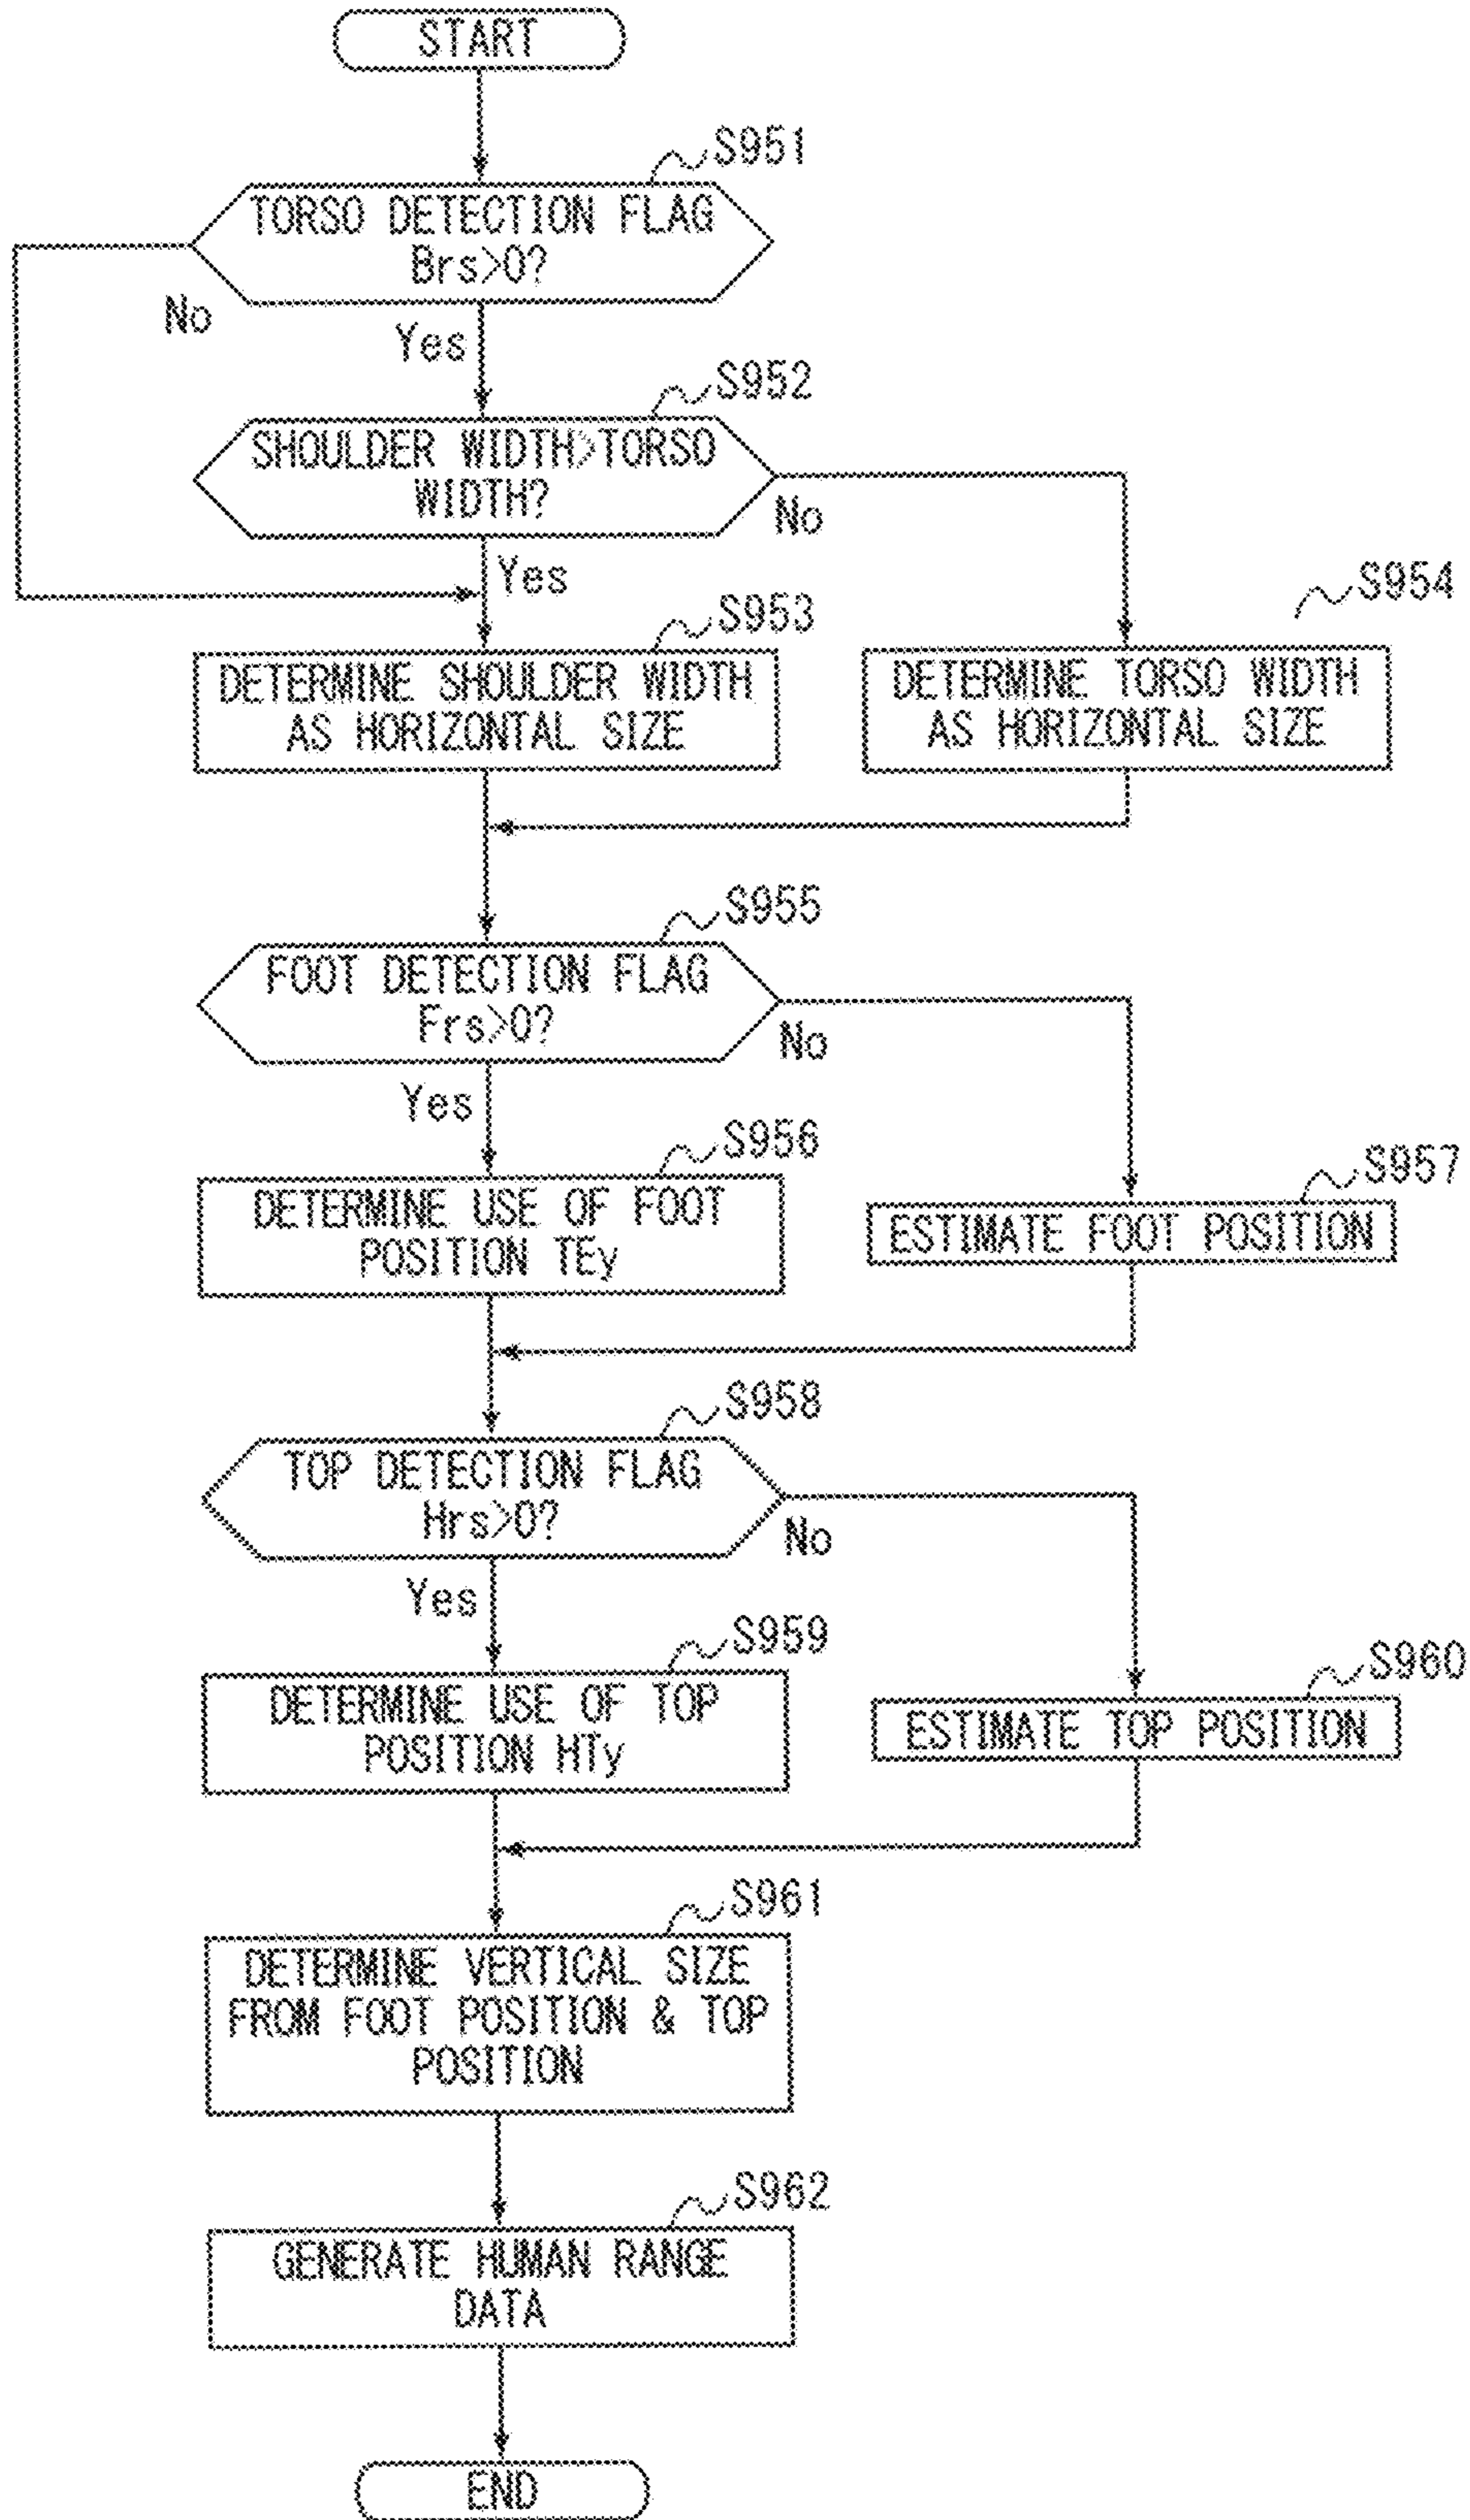 START
S951
TORSO DETECTION FLAG
Brs>0?
No
Yes
S952
SHOULDER WIDTH>TORSO
WIDTH?
No
Yes
S953
DETERMINE SHOULDER WIDTH
AS HORIZONTAL SIZE
S954
DETERMINE TORSO WIDTH
AS HORIZONTAL SIZE
S955
FOOT DETECTION FLAG
Frs>0?
No
Yes
S956
DETERMINE USE OF FOOT
POSITION TEy
S957
ESTIMATE FOOT POSITION
S958
TOP DETECTION FLAG
Hrs>0?
No
Yes
S959
DETERMINE USE OF TOP
POSITION HTy
S960
ESTIMATE TOP POSITION
S961
DETERMINE VERTICAL SIZE
FROM FOOT POSITION & TOP
POSITION
S962
GENERATE HUMAN RANGE
DATA
END